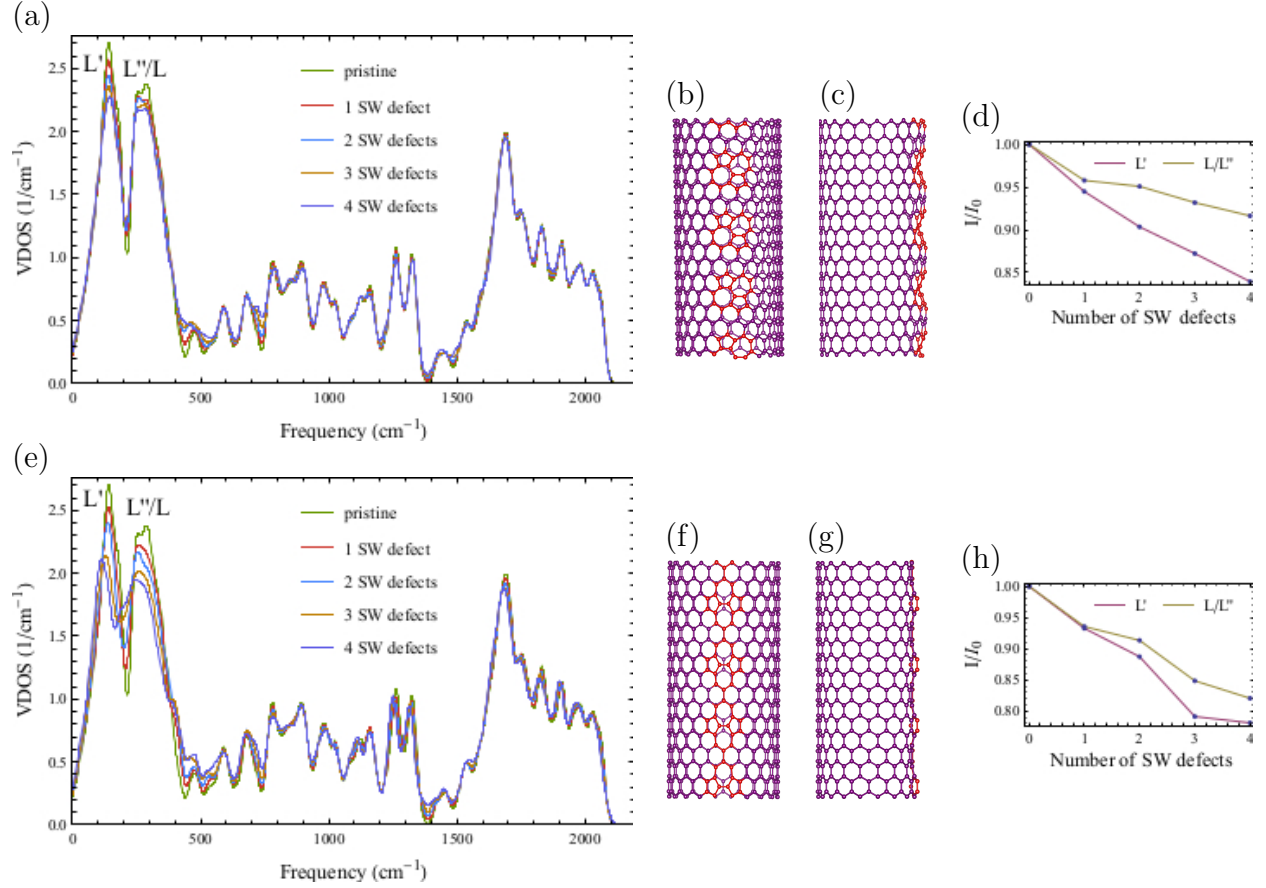 (a)
L'
L''/L
pristine
1 SW defect
2 SW defects
3 SW defects
4 SW defects
VDOS (1/cm⁻¹)
2.5
2.0
1.5
1.0
0.5
0.0
0
500
1000
1500
2000
Frequency (cm⁻¹)
(b)
(c)
(d)
L'
L/L''
I/I₀
1.00
0.95
0.90
0.85
0
1
2
3
4
Number of SW defects
(e)
L'
L''/L
pristine
1 SW defect
2 SW defects
3 SW defects
4 SW defects
VDOS (1/cm⁻¹)
2.5
2.0
1.5
1.0
0.5
0.0
0
500
1000
1500
2000
Frequency (cm⁻¹)
(f)
(g)
(h)
L'
L/L''
I/I₀
1.00
0.95
0.90
0.85
0.80
0
1
2
3
4
Number of SW defects